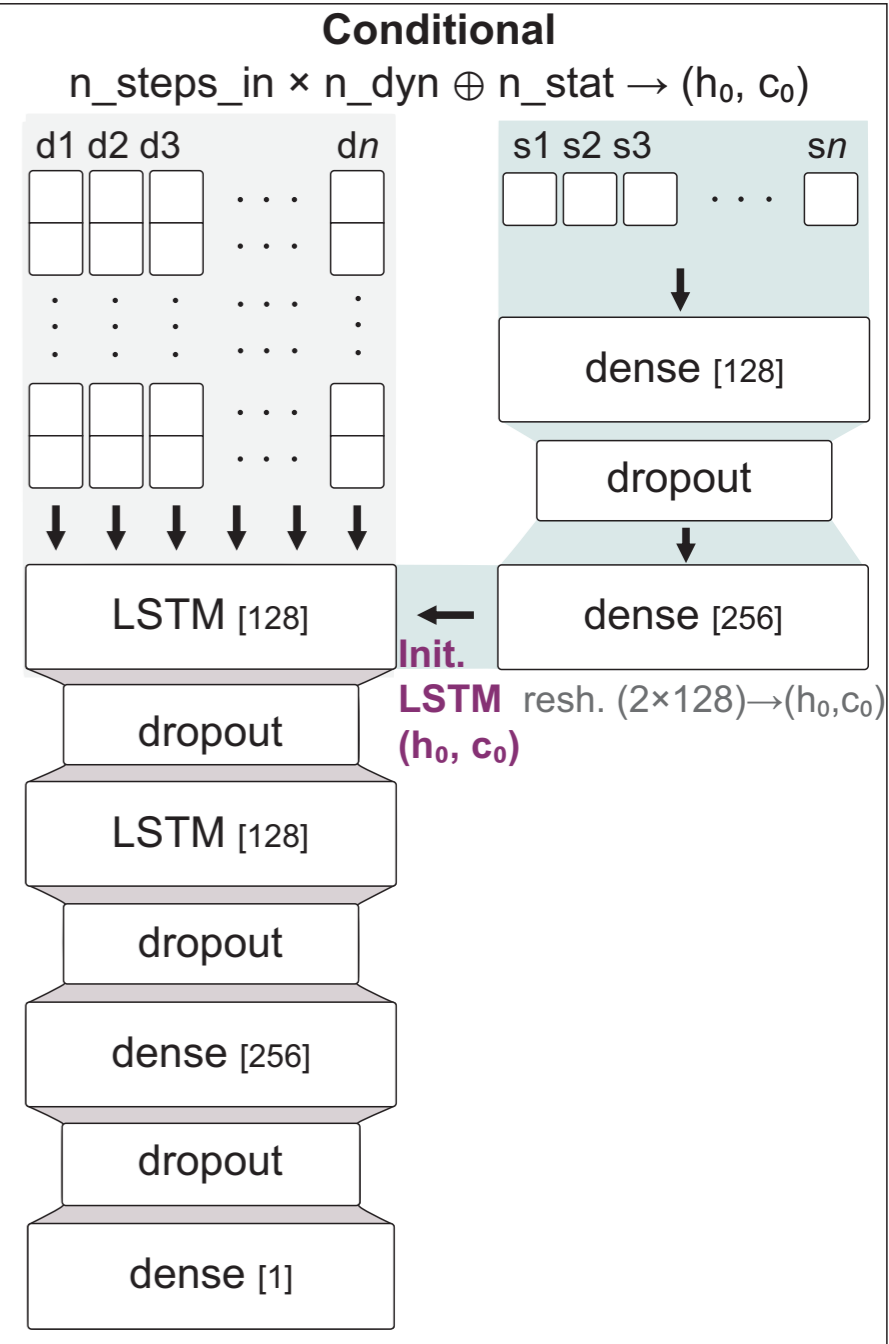 Conditional
n_steps_in × n_dyn ⊕ n_stat → (h₀, c₀)
d1 d2 d3 dn
s1 s2 s3 sn
dense [128]
dropout
LSTM [128]
dense [256]
Init.
LSTM
(h₀, c₀)
resh. (2×128)→(h₀,c₀)
dropout
LSTM [128]
dropout
dense [256]
dropout
dense [1]